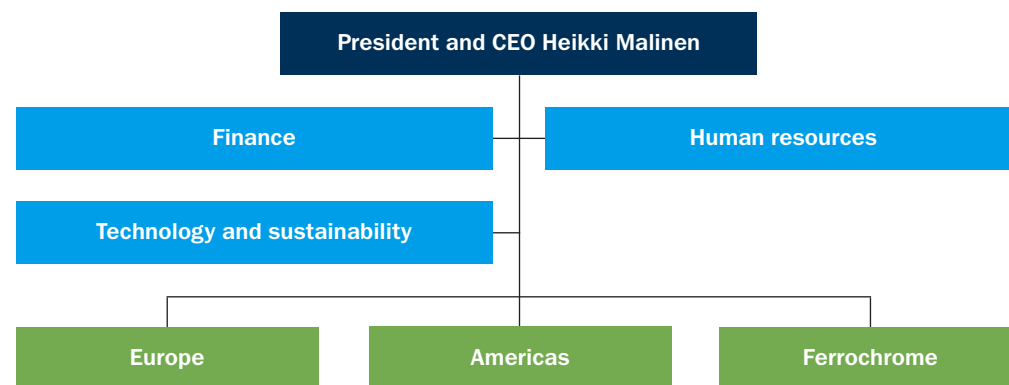 President and CEO Heikki Malinen
Finance
Human resources
Technology and sustainability
Europe
Americas
Ferrochrome